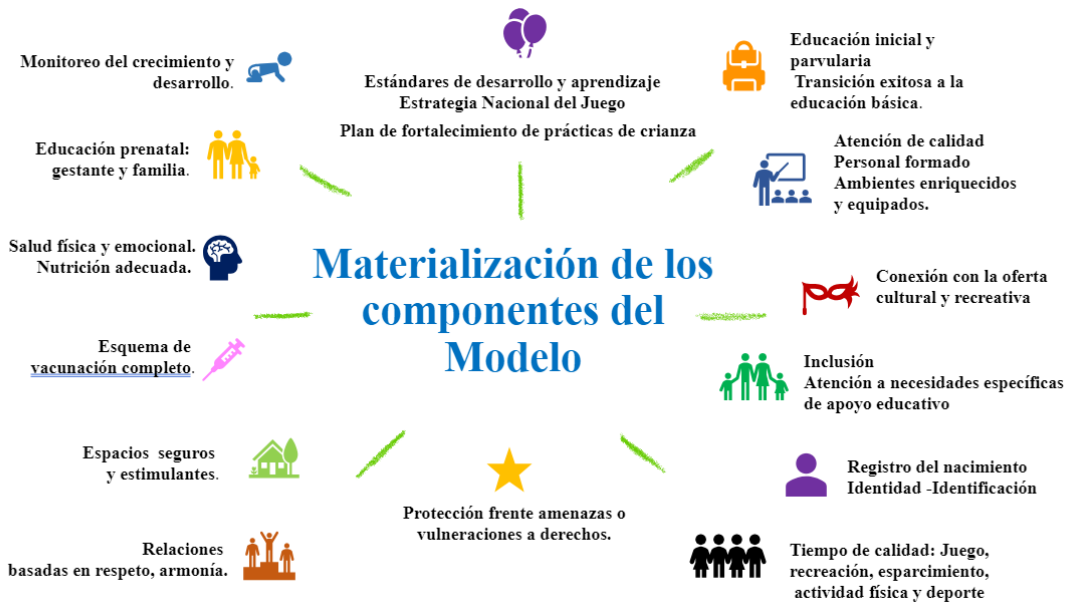 Monitoreo del crecimiento y
desarrollo.
Educación prenatal:
gestante y familia.
Salud física y emocional.
Nutrición adecuada.
Esquema de
vacunación completo.
Espacios seguros
y estimulantes.
Relaciones
basadas en respeto, armonía.
Estándares de desarrollo y aprendizaje
Estrategia Nacional del Juego
Plan de fortalecimiento de prácticas de crianza
Materialización de los
componentes del
Modelo
Protección frente amenazas o
vulneraciones a derechos.
Educación inicial y
parvularia
Transición exitosa a la
educación básica.
Atención de calidad
Personal formado
Ambientes enriquecidos
y equipados.
Conexión con la oferta
cultural y recreativa
Inclusión
Atención a necesidades específicas
de apoyo educativo
Registro del nacimiento
Identidad -Identificación
Tiempo de calidad: Juego,
recreación, esparcimiento,
actividad física y deporte